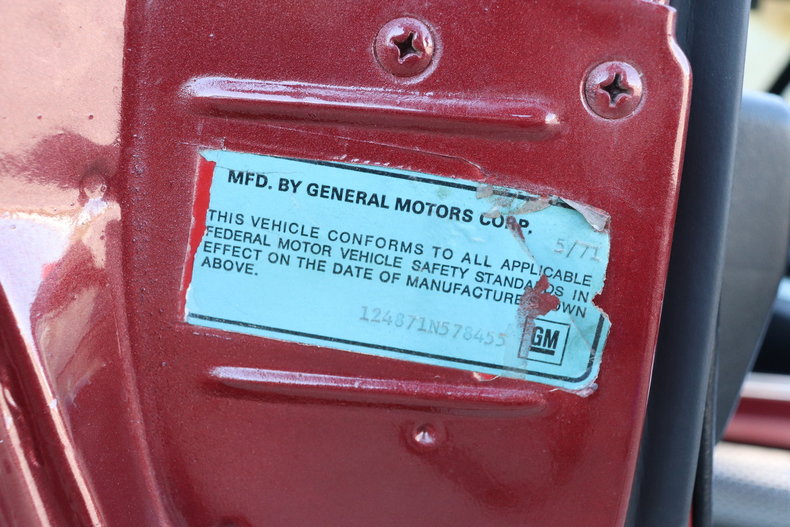 MFD. BY GENERAL MOTORS CORP.
5/71
THIS VEHICLE CONFORMS TO ALL APPLICABLE
FEDERAL MOTOR VEHICLE SAFETY STANDARDS IN
EFFECT ON THE DATE OF MANUFACTURE SHOWN
ABOVE.
124871N578455
GM